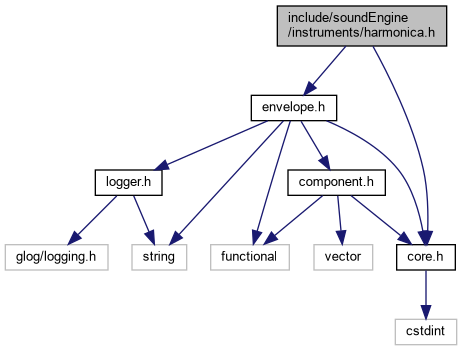 include/soundEngine
/instruments/harmonica.h
envelope.h
logger.h
component.h
glog/logging.h
string
functional
vector
core.h
cstdint